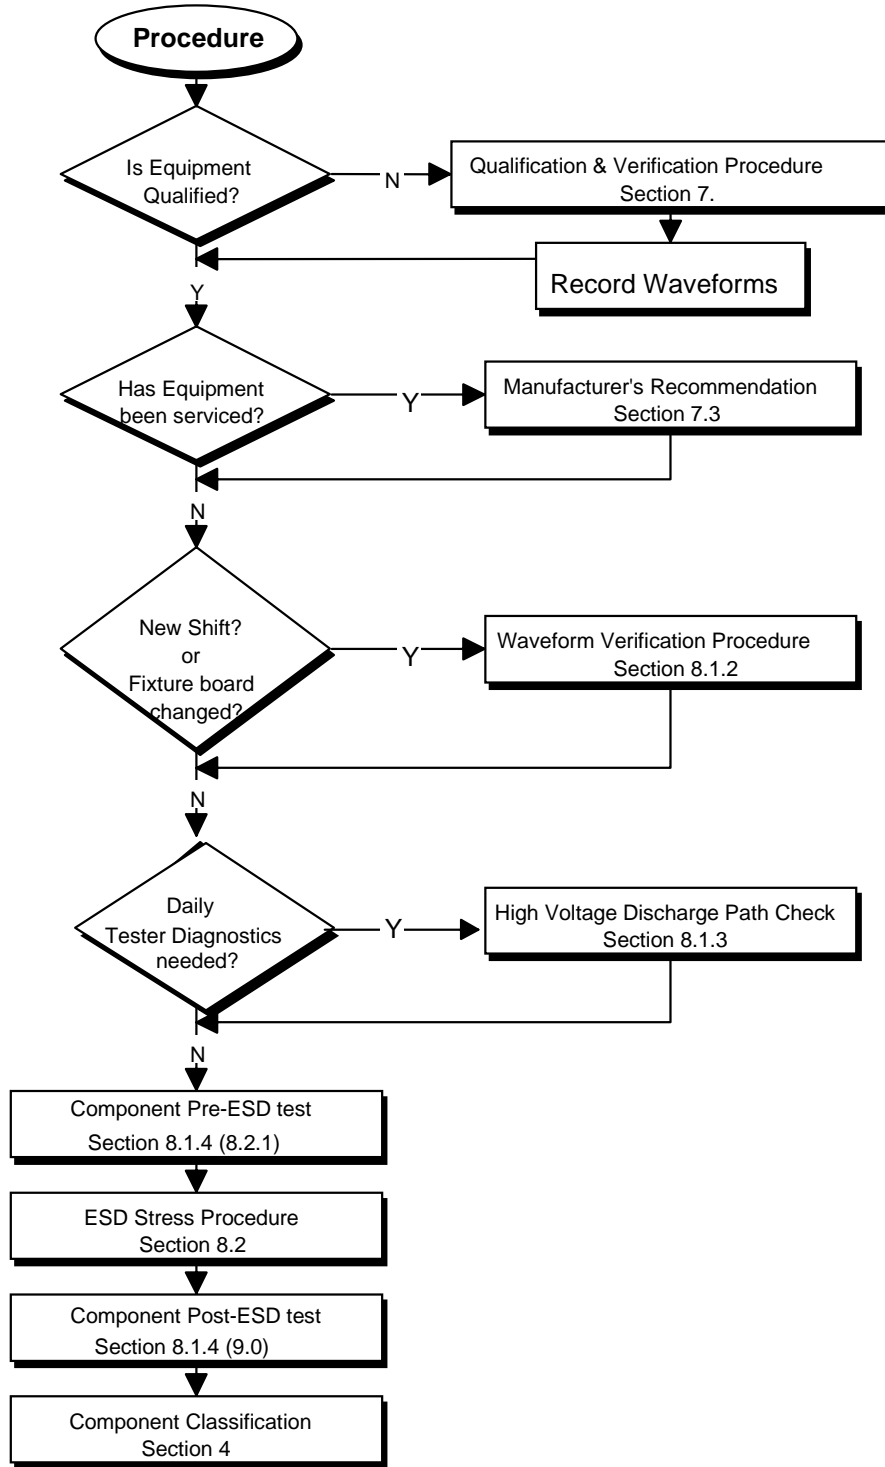 Procedure
Is Equipment
Qualified?
N
Qualification & Verification Procedure
Section 7.
Record Waveforms
Y
Has Equipment
been serviced?
Y
Manufacturer's Recommendation
Section 7.3
N
New Shift?
or
Fixture board
changed?
Y
Waveform Verification Procedure
Section 8.1.2
N
Daily
Tester Diagnostics
needed?
Y
High Voltage Discharge Path Check
Section 8.1.3
N
Component Pre-ESD test
Section 8.1.4 (8.2.1)
ESD Stress Procedure
Section 8.2
Component Post-ESD test
Section 8.1.4 (9.0)
Component Classification
Section 4